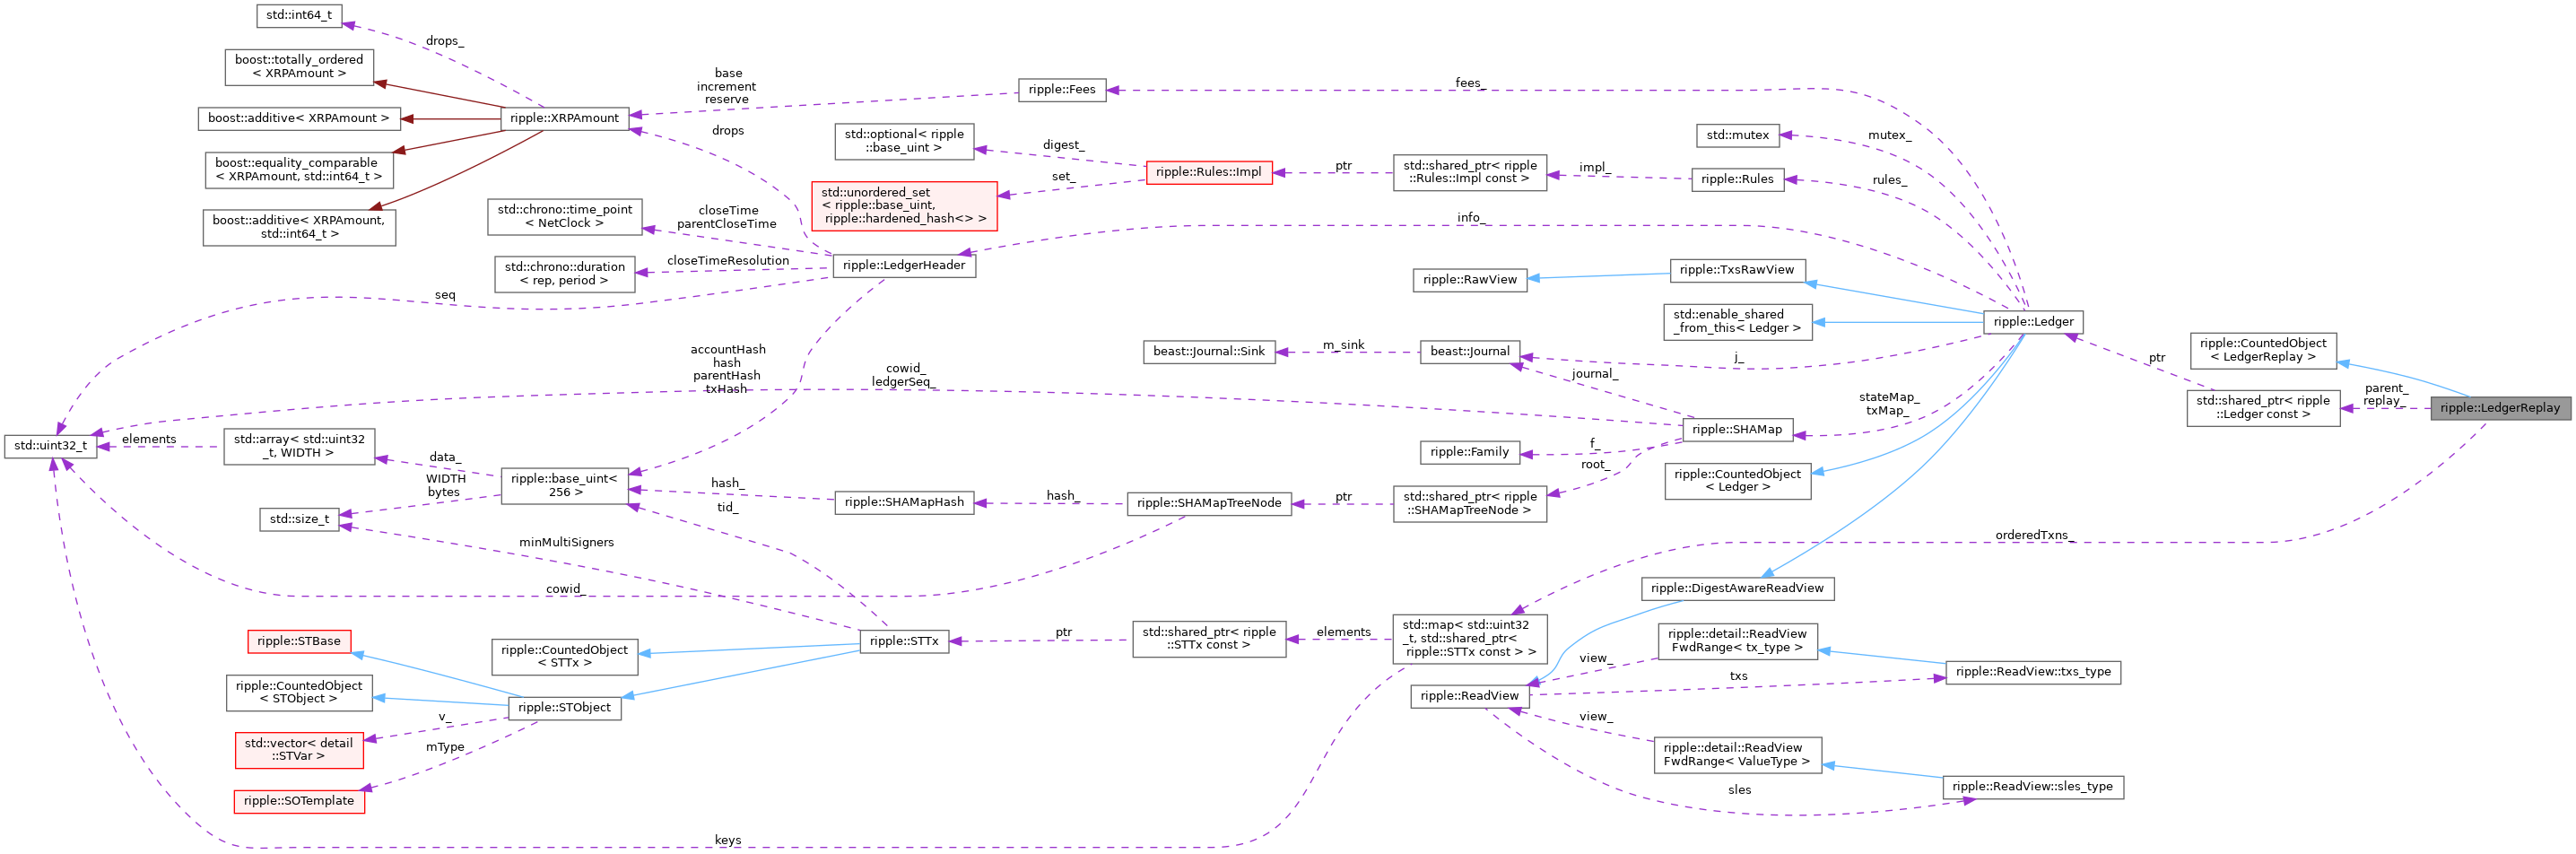 std::int64_t
drops_
boost::totally_ordered
< XRPAmount >
boost::additive< XRPAmount >
boost::equality_comparable
< XRPAmount, std::int64_t >
boost::additive< XRPAmount,
std::int64_t >
ripple::XRPAmount
base
increment
reserve
drops
ripple::Fees
fees_
std::optional< ripple
::base_uint >
digest_
std::unordered_set
< ripple::base_uint,
ripple::hardened_hash<> >
set_
ripple::Rules::Impl
ptr
std::shared_ptr< ripple
::Rules::Impl const >
impl_
ripple::Rules
rules_
std::mutex
mutex_
std::chrono::time_point
< NetClock >
closeTime
parentCloseTime
std::chrono::duration
< rep, period >
closeTimeResolution
ripple::LedgerHeader
info_
seq
ripple::RawView
ripple::TxsRawView
std::enable_shared
_from_this< Ledger >
ripple::Ledger
beast::Journal::Sink
m_sink
beast::Journal
j_
journal_
accountHash
hash
parentHash
txHash
cowid_
ledgerSeq_
stateMap_
txMap_
ripple::SHAMap
ripple::Family
f_
root_
ripple::CountedObject
< Ledger >
ptr
ripple::CountedObject
< LedgerReplay >
std::shared_ptr< ripple
::Ledger const >
parent_
replay_
ripple::LedgerReplay
std::uint32_t
elements
std::array< std::uint32
_t, WIDTH >
data_
WIDTH
bytes
std::size_t
ripple::base_uint<
256 >
hash_
tid_
ripple::SHAMapHash
hash_
ripple::SHAMapTreeNode
ptr
std::shared_ptr< ripple
::SHAMapTreeNode >
minMultiSigners
cowid_
orderedTxns_
ripple::DigestAwareReadView
ripple::STBase
ripple::CountedObject
< STTx >
ripple::STTx
ptr
std::shared_ptr< ripple
::STTx const >
elements
std::map< std::uint32
_t, std::shared_ptr<
ripple::STTx const > >
ripple::CountedObject
< STObject >
ripple::STObject
v_
std::vector< detail
::STVar >
mType
ripple::SOTemplate
ripple::ReadView
view_
ripple::detail::ReadView
FwdRange< tx_type >
txs
ripple::ReadView::txs_type
view_
ripple::detail::ReadView
FwdRange< ValueType >
sles
ripple::ReadView::sles_type
keys